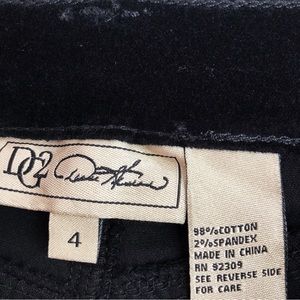 DG2
4
98%COTTON
2%SPANDEX
MADE IN CHINA
RN 92309
SEE REVERSE SIDE
FOR CARE